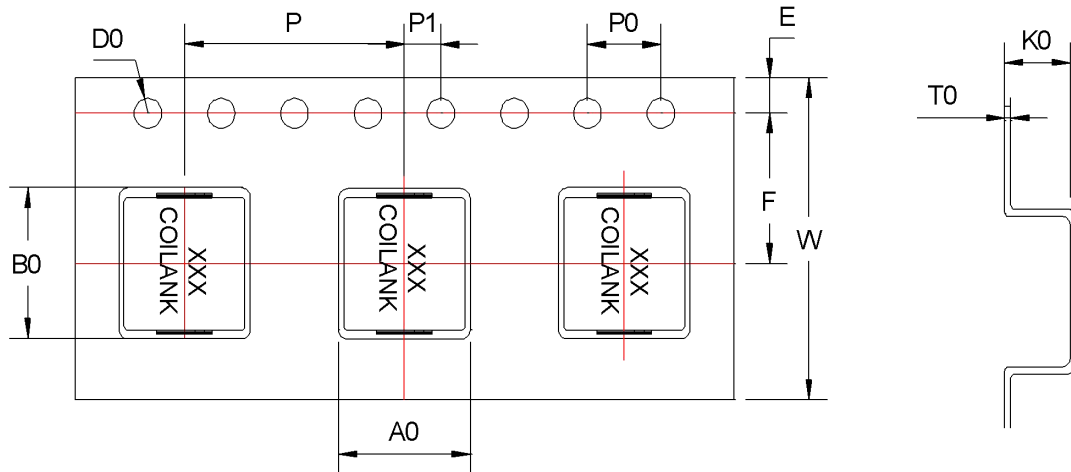 P
P1
P0
E
D0
K0
T0
F
W
B0
XXX
COILANK
XXX
COILANK
XXX
COILANK
A0